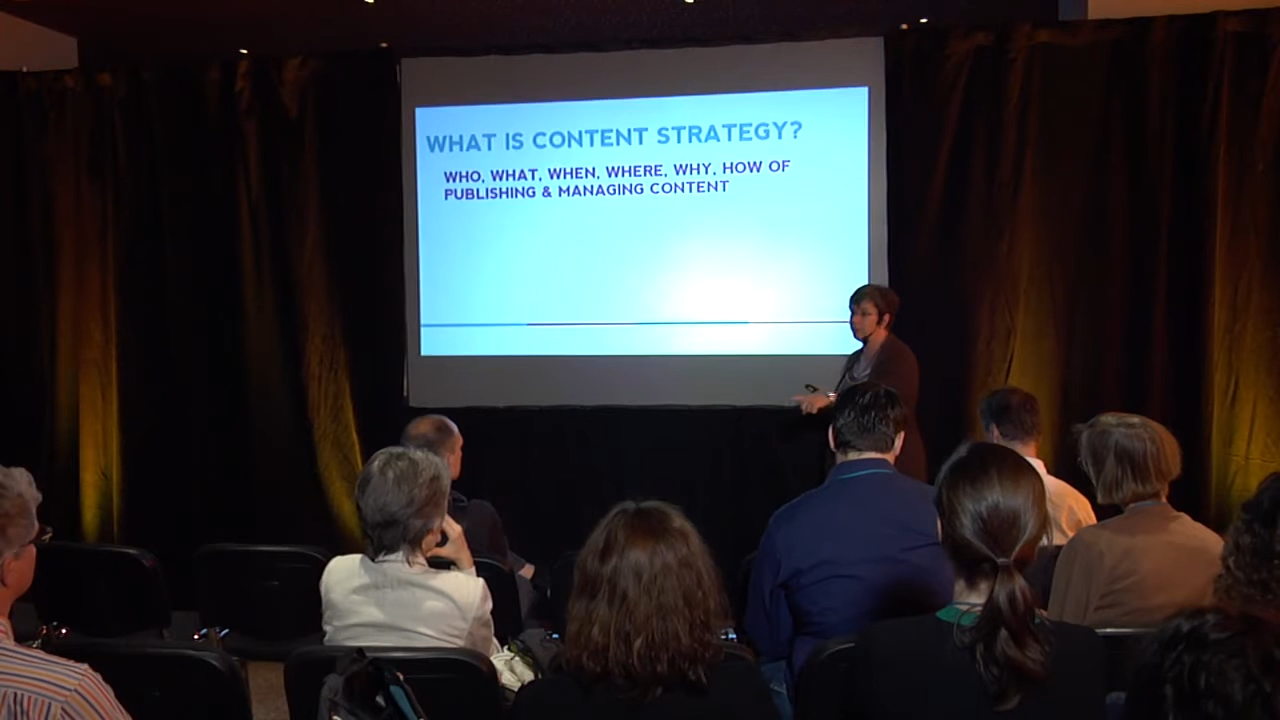 WHAT IS CONTENT STRATEGY?
WHO, WHAT, WHEN, WHERE, WHY, HOW OF
PUBLISHING & MANAGING CONTENT